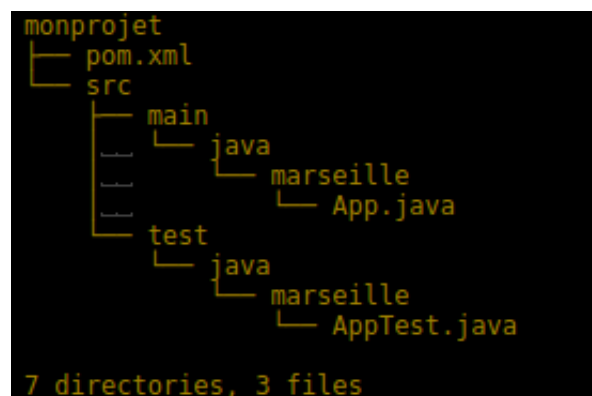 monprojet
├── pom.xml
└── src
    ├── main
    │   └── java
    │       └── marseille
    │           └── App.java
    └── test
        └── java
            └── marseille
                └── AppTest.java

7 directories, 3 files